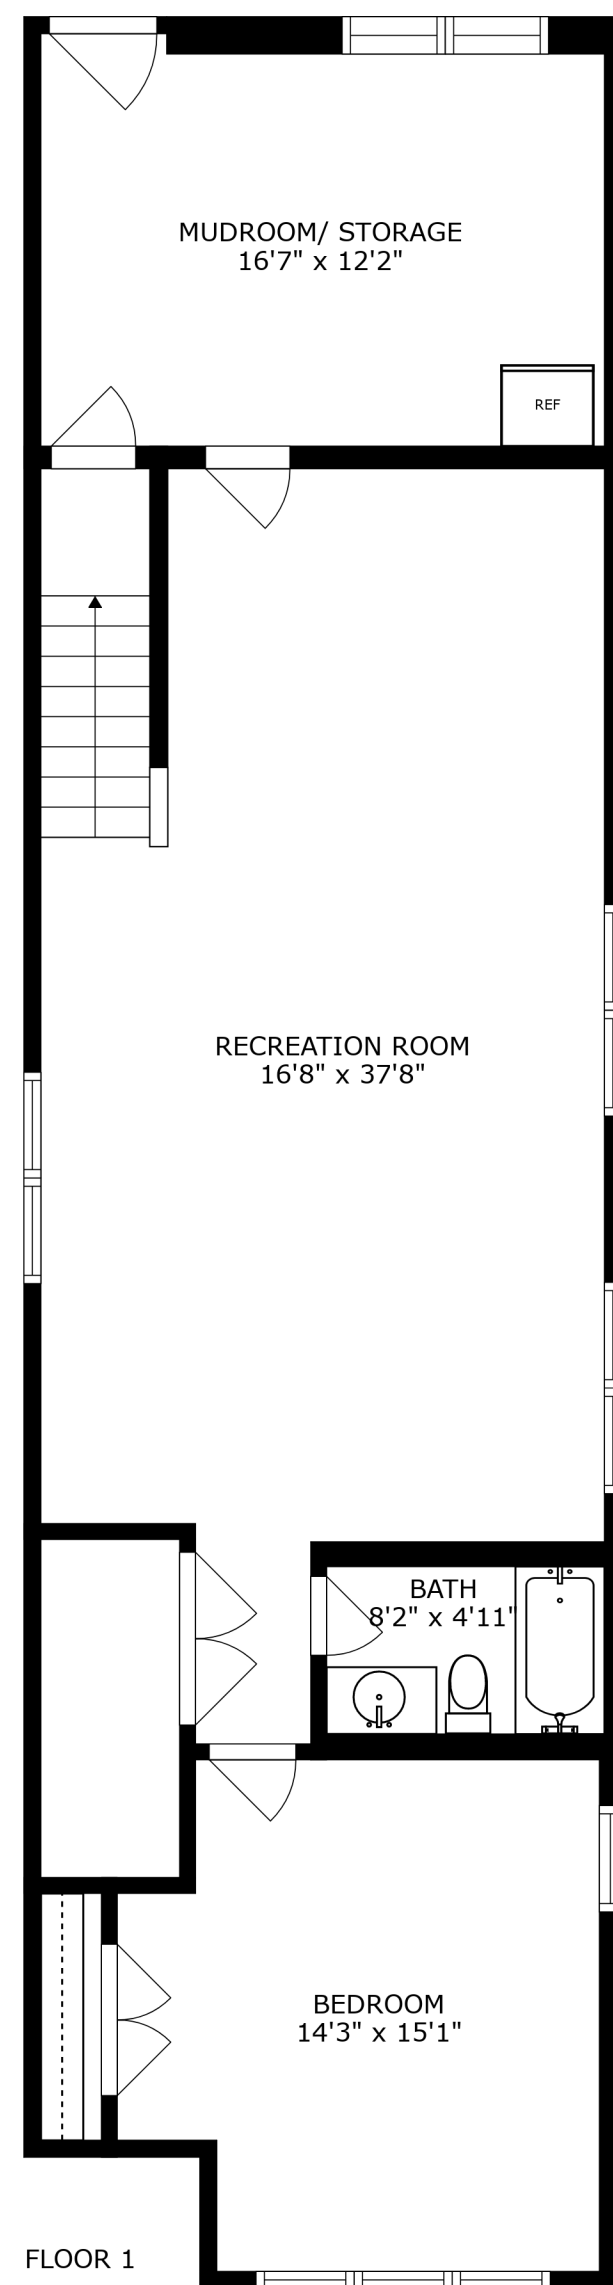 MUDROOM/ STORAGE
16'7" x 12'2"
REF
RECREATION ROOM
16'8" x 37'8"
BATH
8'2" x 4'11"
BEDROOM
14'3" x 15'1"
FLOOR 1